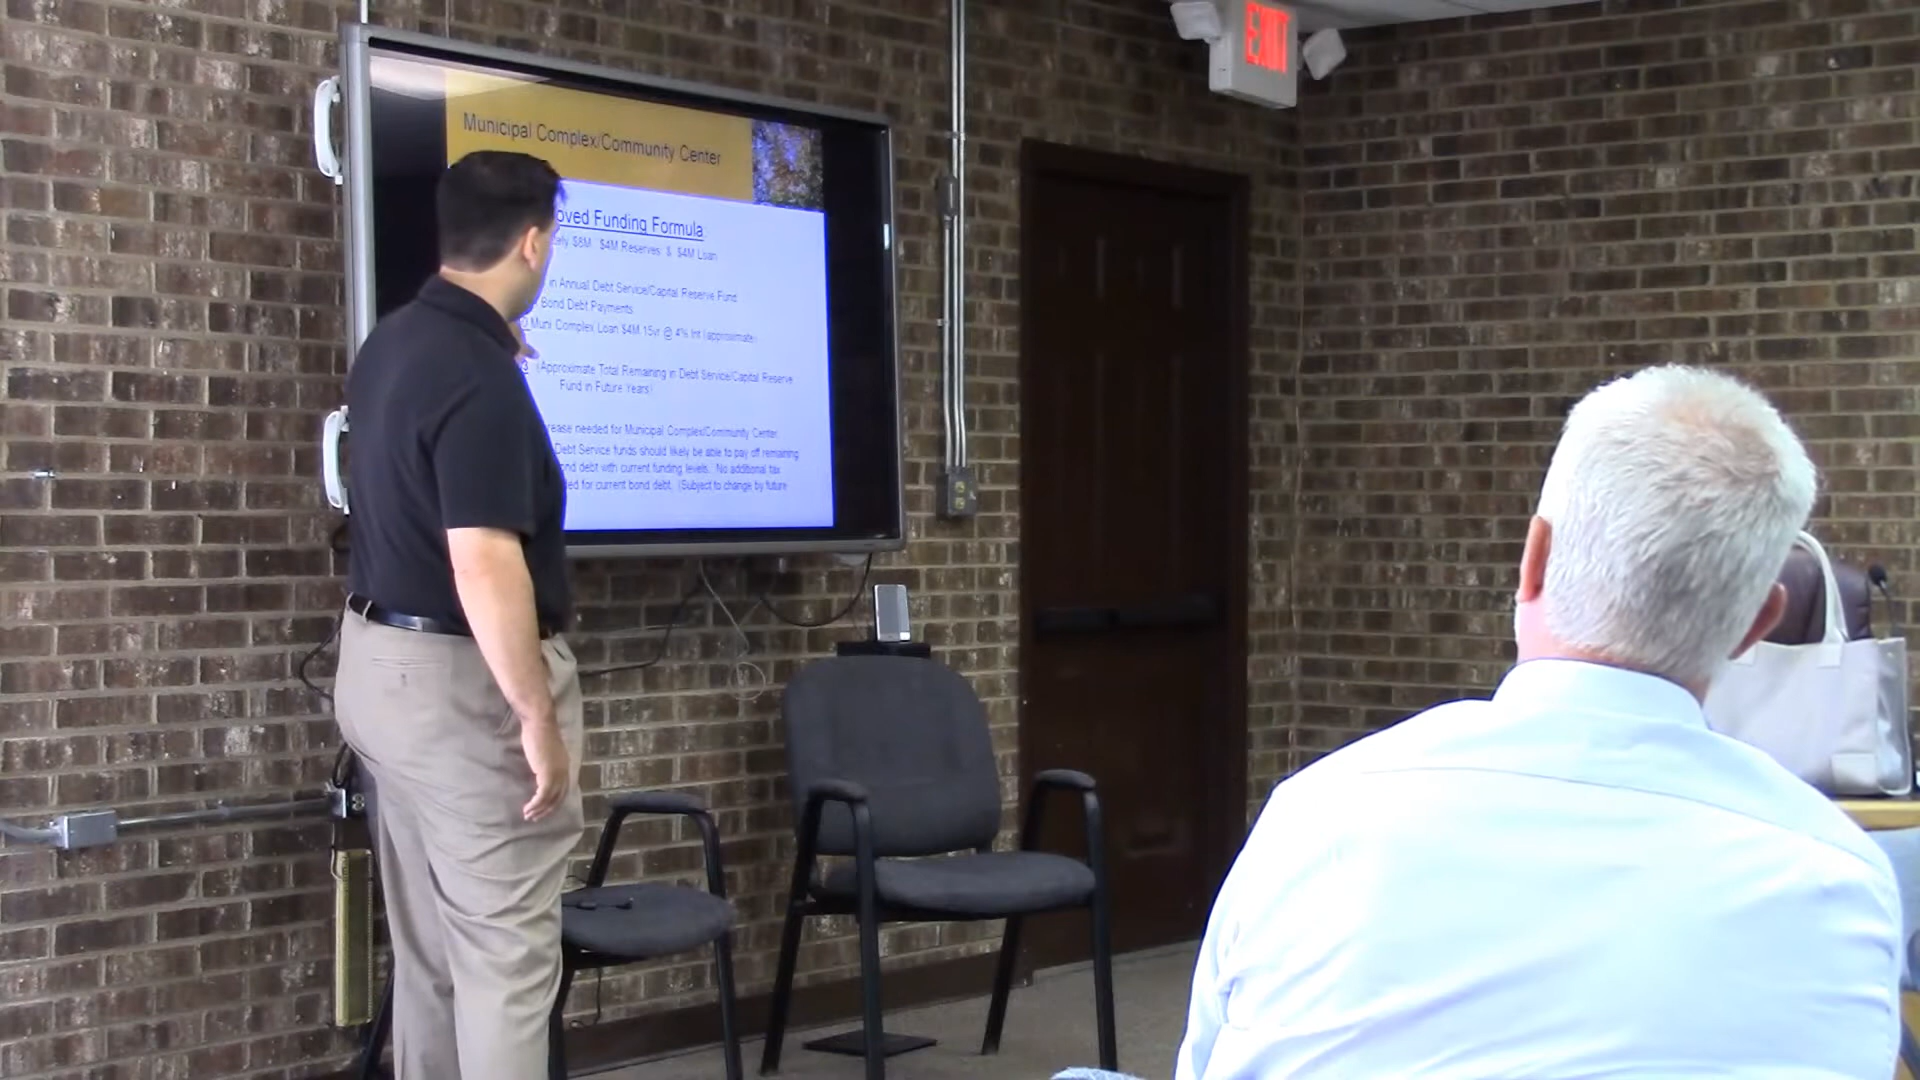 EXIT
Municipal Complex/Community Center
oved Funding Formula
ely $8M $4M Reserves & $4M Loan
in Annual Debt Service/Capital Reserve Fund
Bond Debt Payments
Muni Complex Loan $4M 15yr @ 4% Int (approximate)
3 (Approximate Total Remaining in Debt Service/Capital Reserve
Fund in Future Years)
rease needed for Municipal Complex/Community Center
Debt Service funds should likely be able to pay off remaining
ond debt with current funding levels. No additional tax
ed for current bond debt. (Subject to change by future